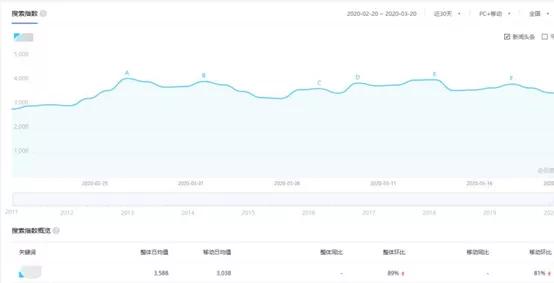 搜索指数
2020-02-20 ~ 2020-03-20 近30天 PC+移动 全国
新闻头条
5,000
4,000
3,000
2,000
1,000
A B C D E F
2020-02-25 2020-03-01 2020-03-06 2020-03-11 2020-03-16
2011 2012 2013 2014 2015 2016 2017 2018 2019
搜索指数概览
关键词 整体日均值 移动日均值 整体同比 整体环比 移动同比 移动环比
3,588 3,038 - 89% - 81%